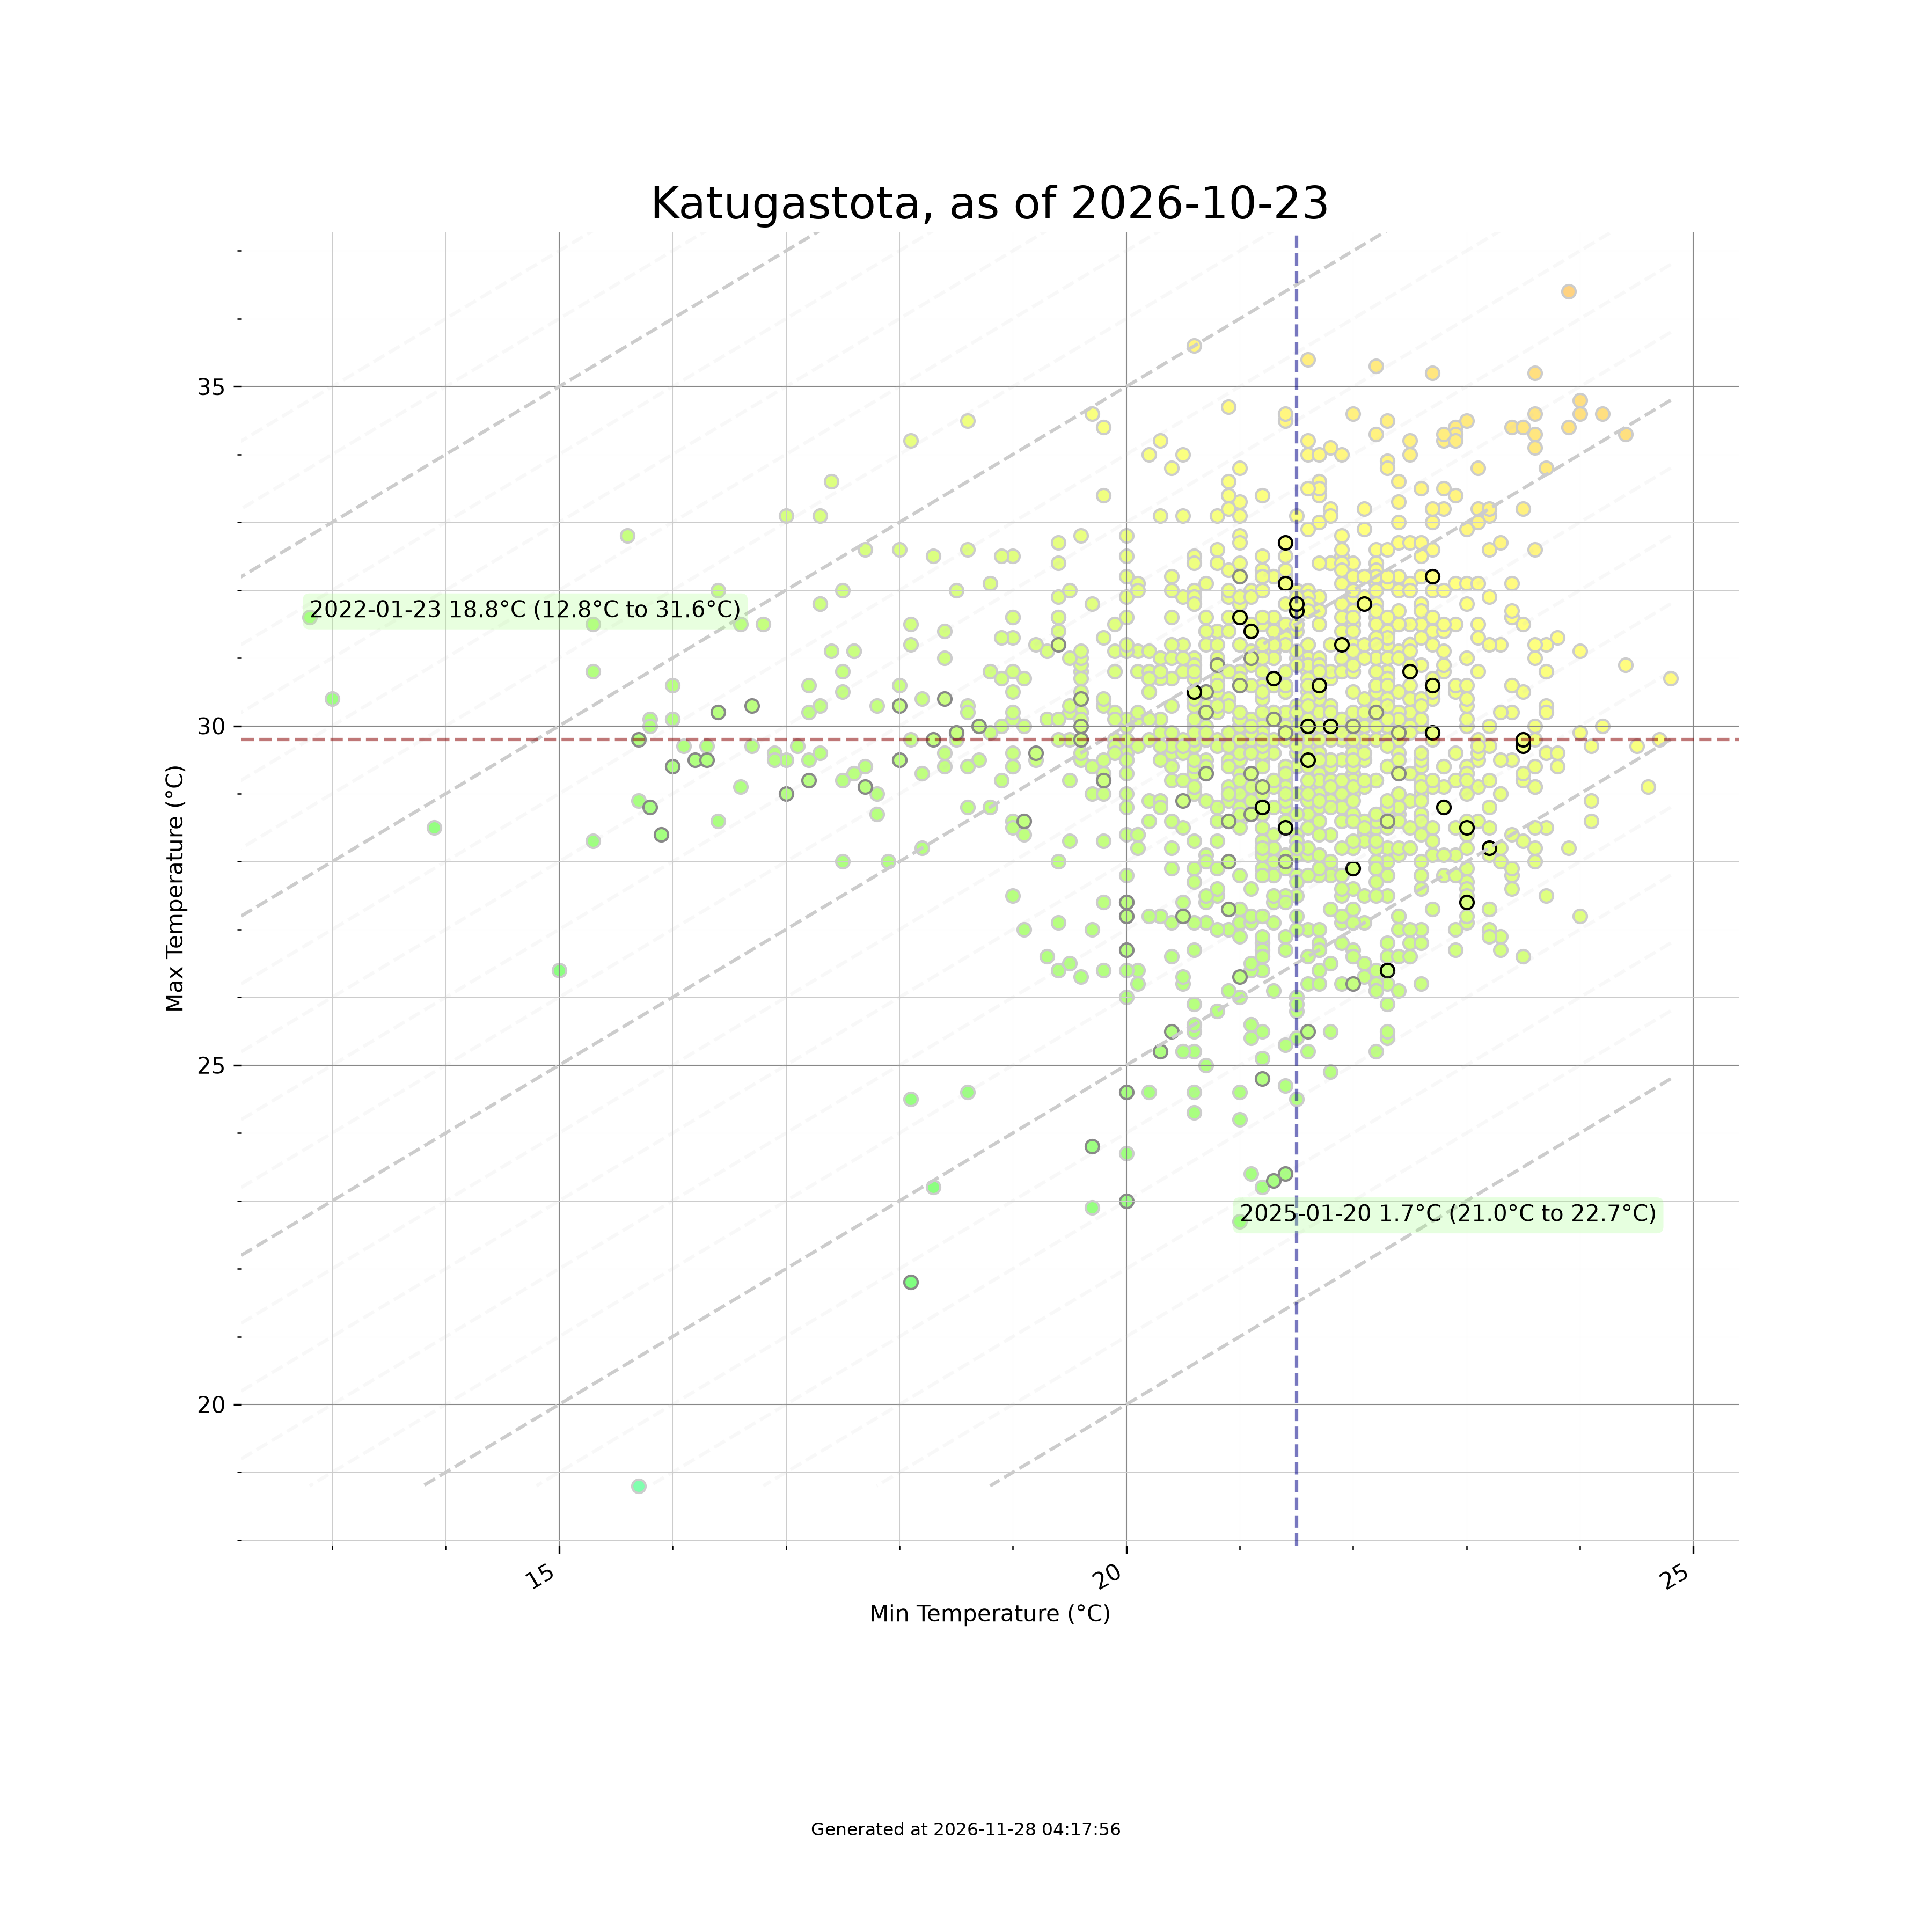 Katugastota, as of 2026-10-23
35
2022-01-23 18.8°C (12.8°C to 31.6°C)
30
Max Temperature (°C)
25
2025-01-20 1.7°C (21.0°C to 22.7°C)
20
15
20
25
Min Temperature (°C)
Generated at 2026-11-28 04:17:56